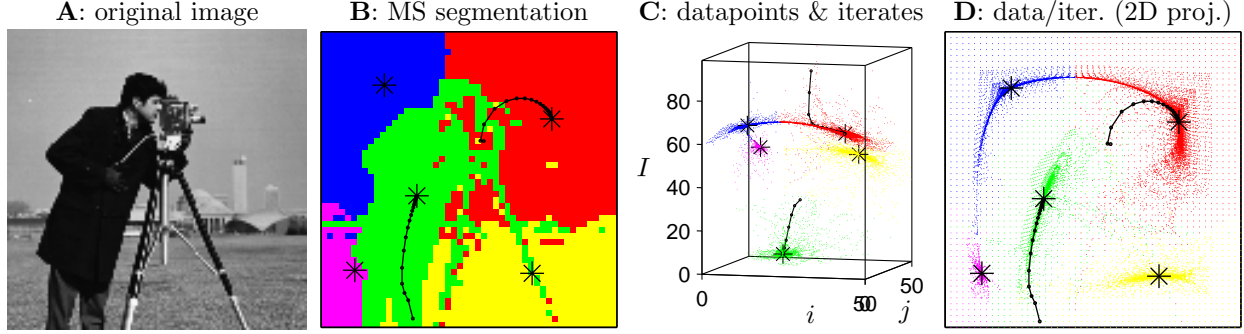 A: original image
B: MS segmentation
C: datapoints & iterates
D: data/iter. (2D proj.)
80
60
I
40
20
0
0
i
50
0
j
50